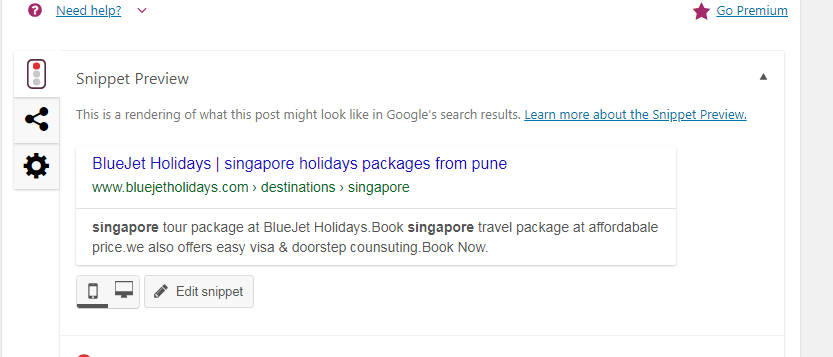 Need help?
Go Premium
Snippet Preview
This is a rendering of what this post might look like in Google's search results. Learn more about the Snippet Preview.
BlueJet Holidays | singapore holidays packages from pune
www.bluejetholidays.com › destinations › singapore
singapore tour package at BlueJet Holidays.Book singapore travel package at affordabale
price.we also offers easy visa & doorstep counsuting.Book Now.
Edit snippet